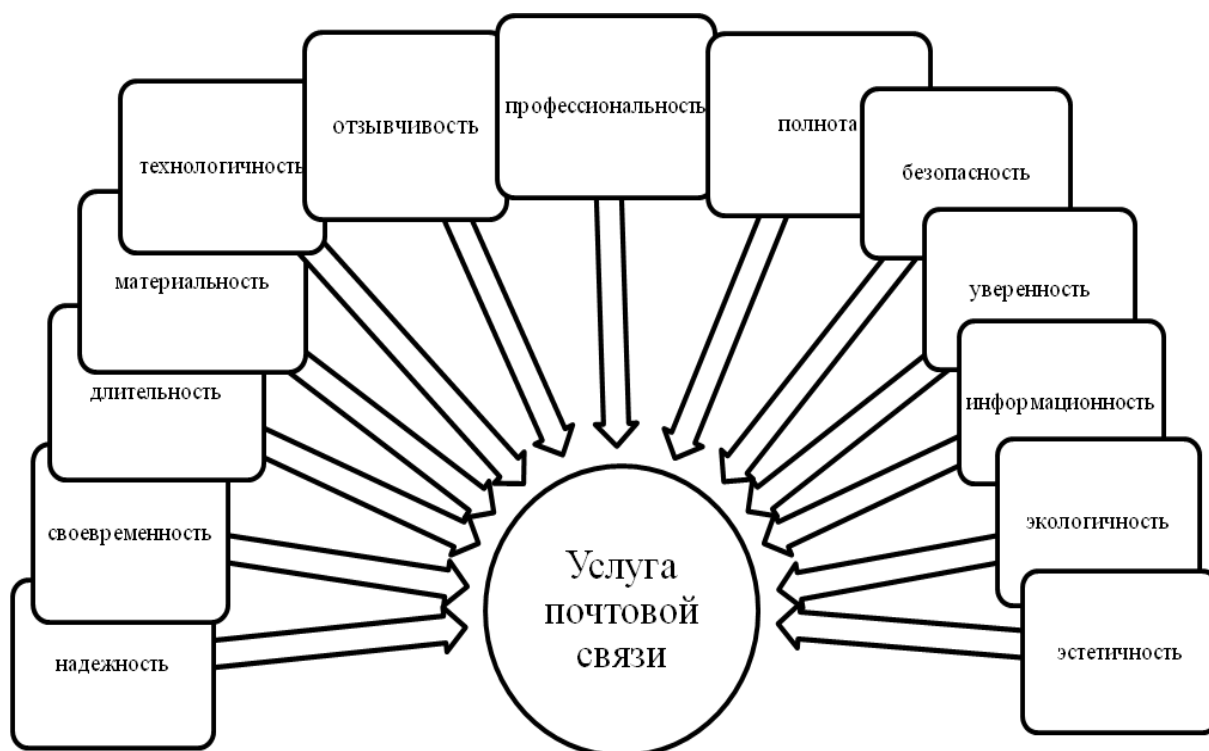 профессиональность
отзывчивость
полнота
технологичность
безопасность
материальность
уверенность
длительность
информационность
своевременность
экологичность
надежность
эстетичность
Услуга
почтовой
связи